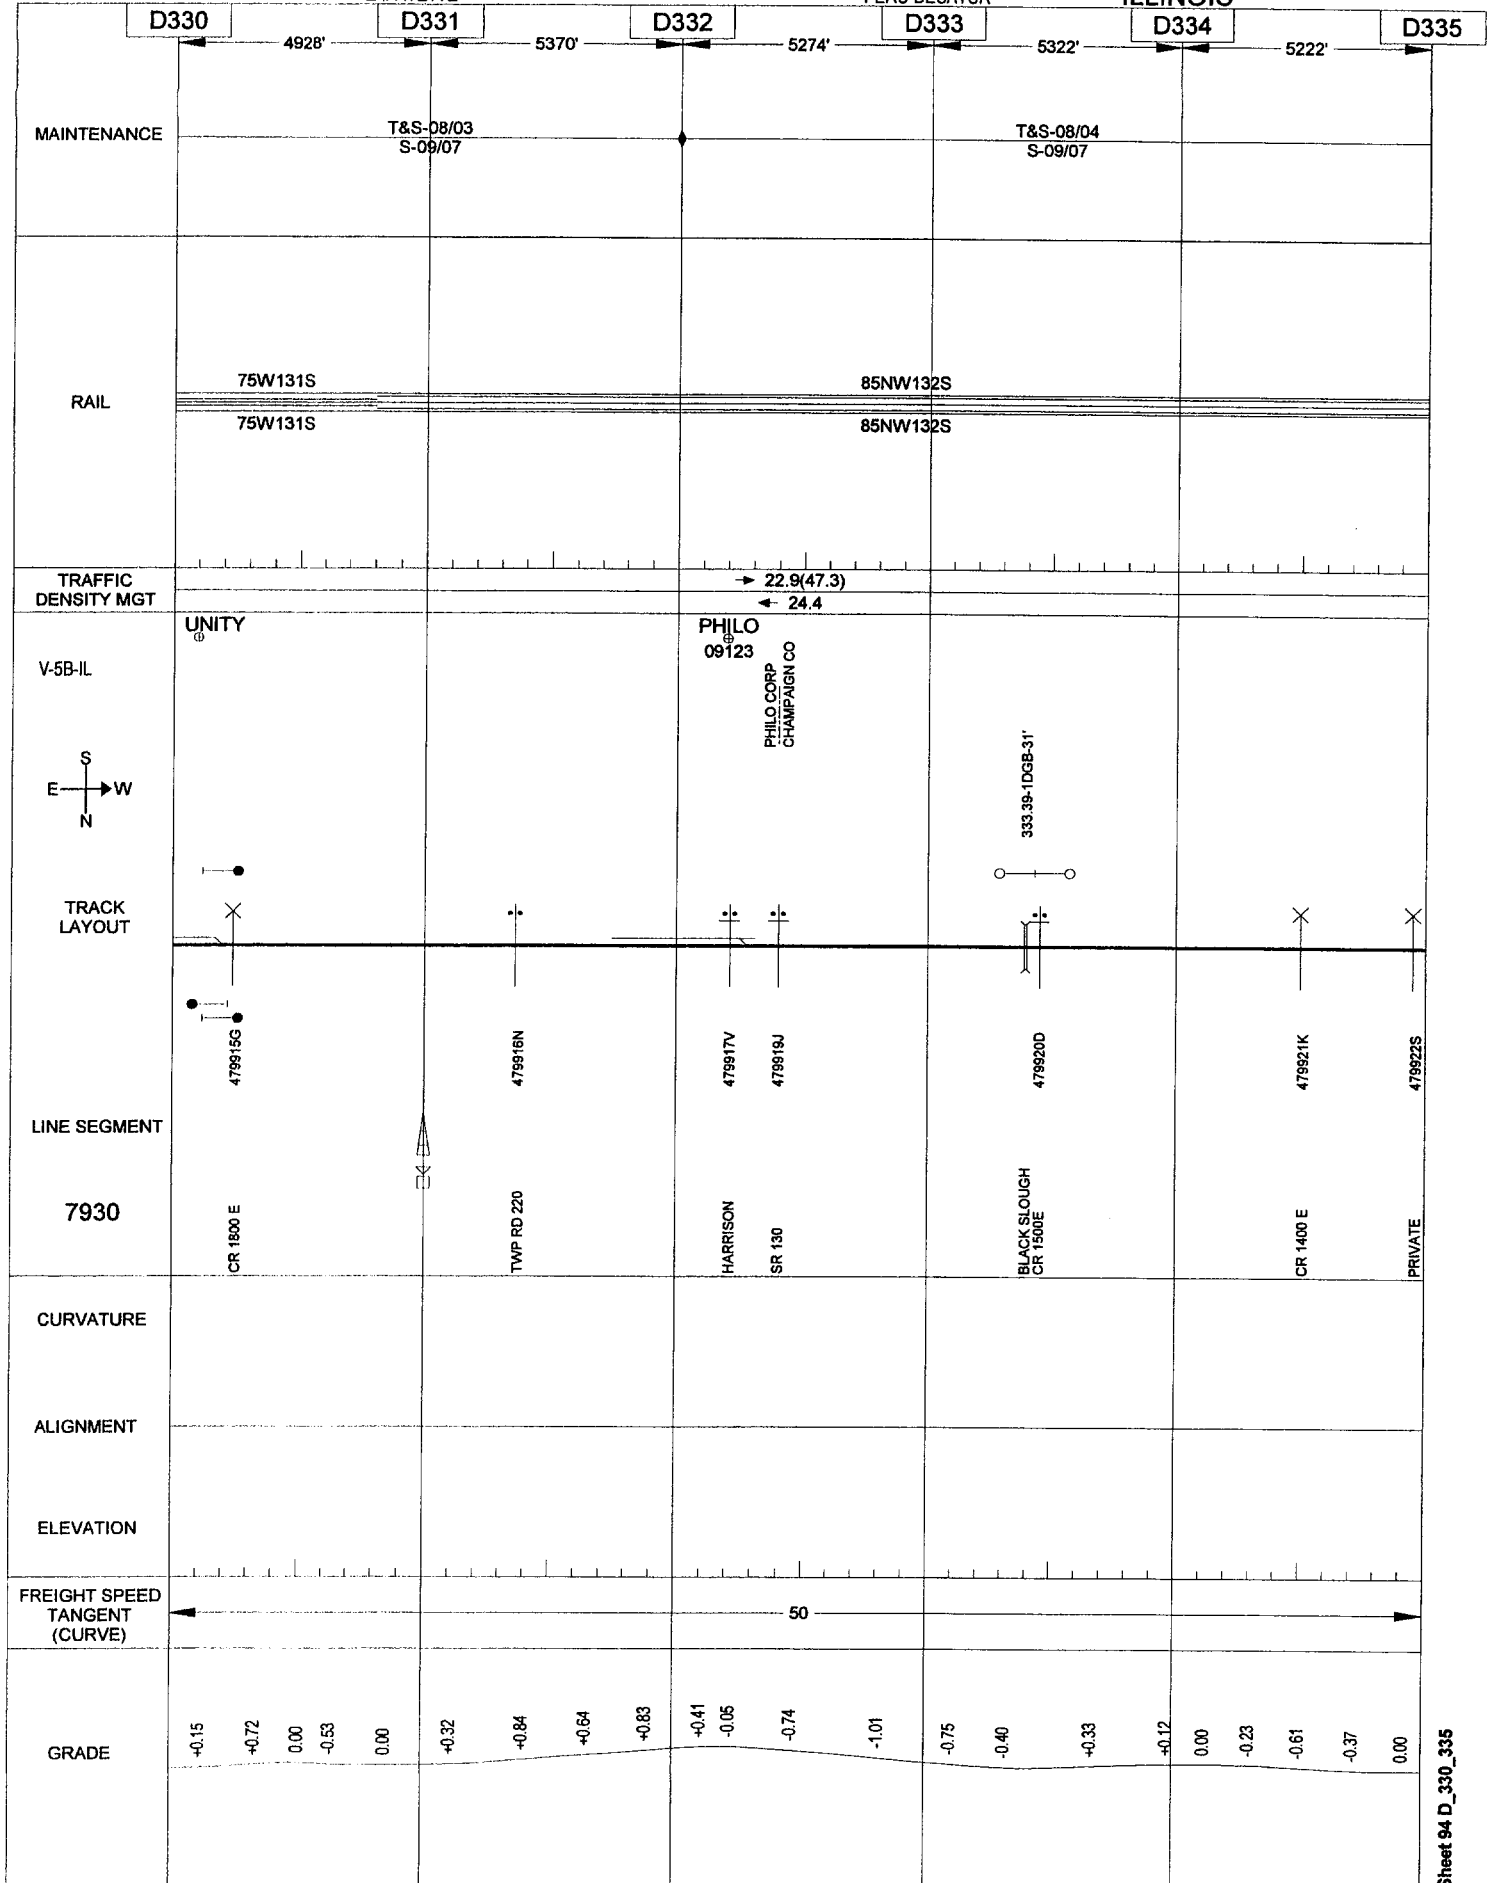 ILLINOIS
D330 D331 D332 D333 D334 D335
4928' 5370' 5274' 5322' 5222'
MAINTENANCE
T&S-08/03
S-09/07
T&S-08/04
S-09/07
RAIL
75W131S
75W131S
85NW132S
85NW132S
TRAFFIC
DENSITY MGT
22.9(47.3)
24.4
UNITY
PHILO
09123
PHILO CORP
CHAMPAIGN CO
V-5B-IL
S
E W
N
333.39-1DGB-31'
TRACK
LAYOUT
479915G
479916N
479917V
479919J
479920D
479921K
479922S
LINE SEGMENT
7930
CR 1800 E
TWP RD 220
HARRISON
SR 130
BLACK SLOUGH
CR 1500E
CR 1400 E
PRIVATE
CURVATURE
ALIGNMENT
ELEVATION
FREIGHT SPEED
TANGENT
(CURVE)
50
GRADE
+0.15 +0.72 0.00 -0.53 0.00 +0.32 +0.84 +0.64 +0.83 +0.41 -0.05 -0.74 -1.01 -0.75 -0.40 +0.33 +0.12 0.00 -0.23 -0.61 -0.37 0.00
Sheet 94 D_330_335